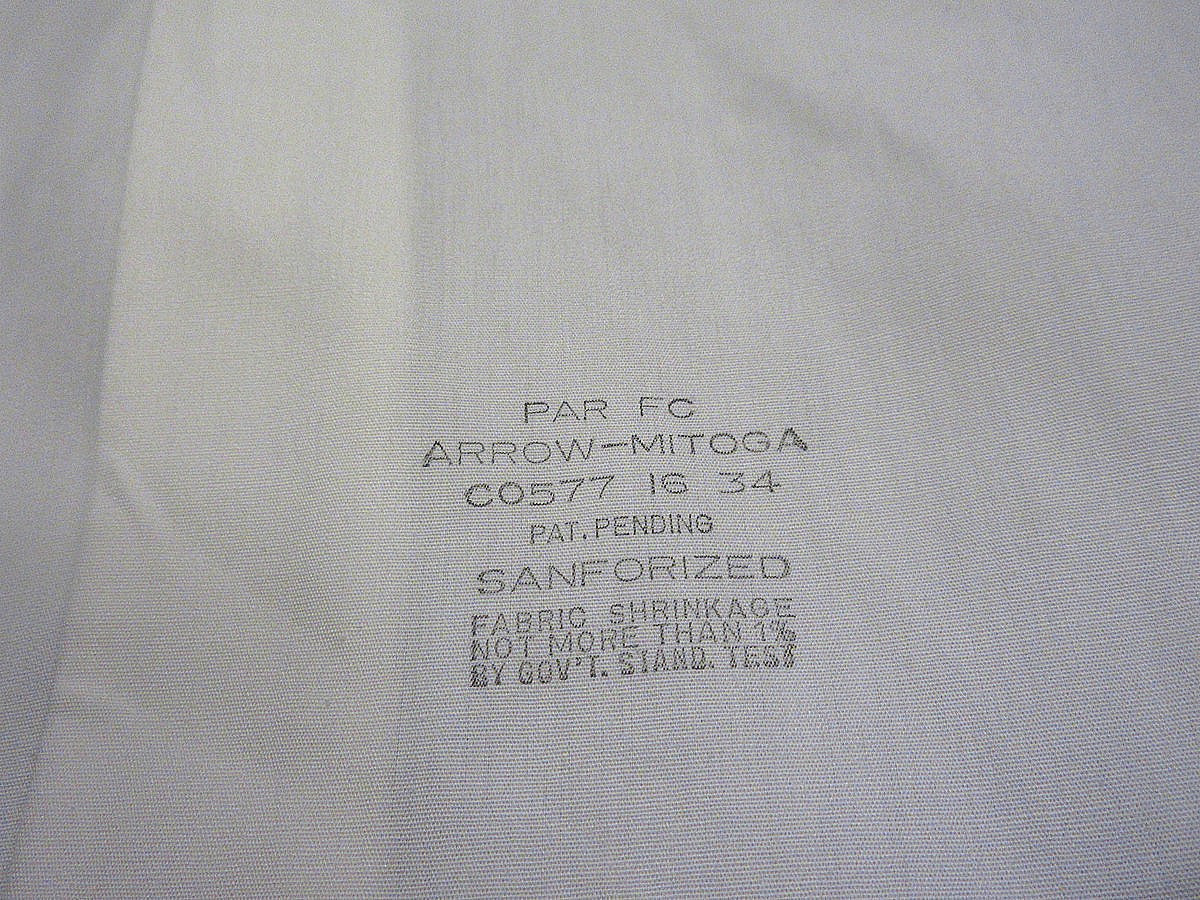 PAR FC
ARROW-MITOGA
C0577 16 34
PAT. PENDING
SANFORIZED
FABRIC SHRINKAGE
NOT MORE THAN 1%
BY GOV'T. STAND. TEST